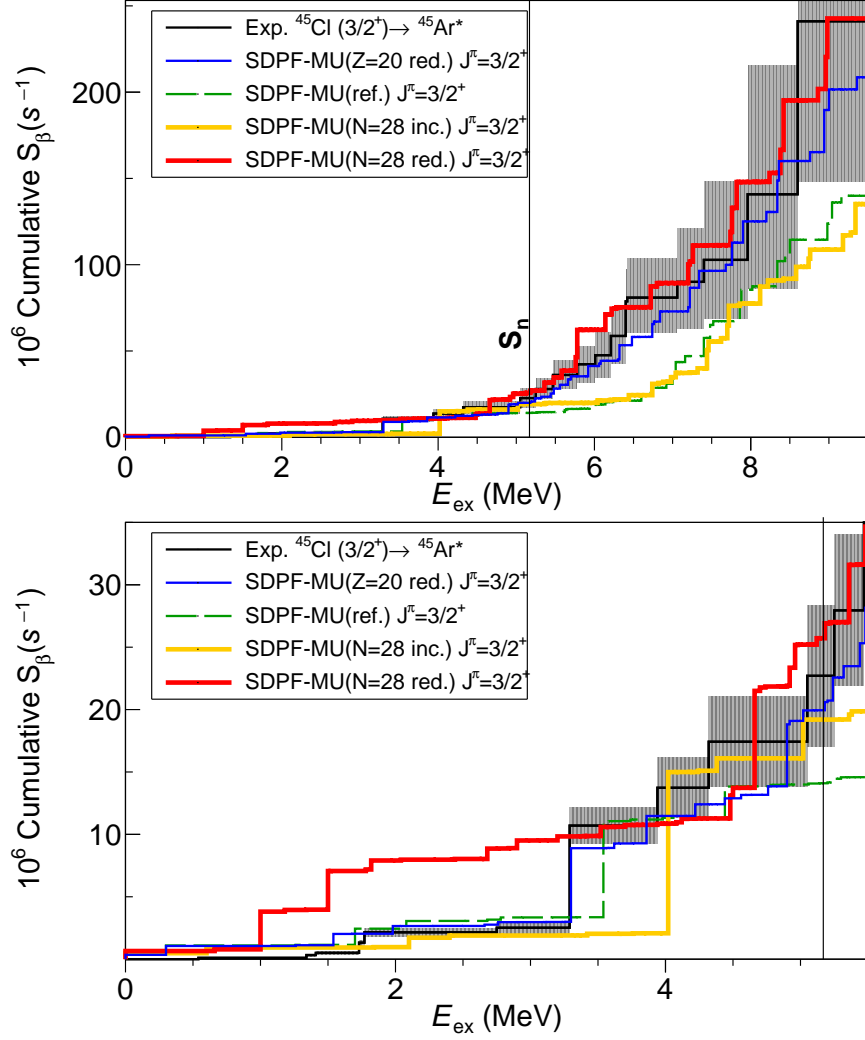 10⁶ Cumulative S_β(s⁻¹)
200
100
0
Exp. ⁴⁵Cl (3/2⁺)→ ⁴⁵Ar*
SDPF-MU(Z=20 red.) J^π=3/2⁺
SDPF-MU(ref.) J^π=3/2⁺
SDPF-MU(N=28 inc.) J^π=3/2⁺
SDPF-MU(N=28 red.) J^π=3/2⁺
S_n
0 2 4 6 8
E_ex (MeV)
10⁶ Cumulative S_β(s⁻¹)
30
20
10
Exp. ⁴⁵Cl (3/2⁺)→ ⁴⁵Ar*
SDPF-MU(Z=20 red.) J^π=3/2⁺
SDPF-MU(ref.) J^π=3/2⁺
SDPF-MU(N=28 inc.) J^π=3/2⁺
SDPF-MU(N=28 red.) J^π=3/2⁺
0 2 4
E_ex (MeV)